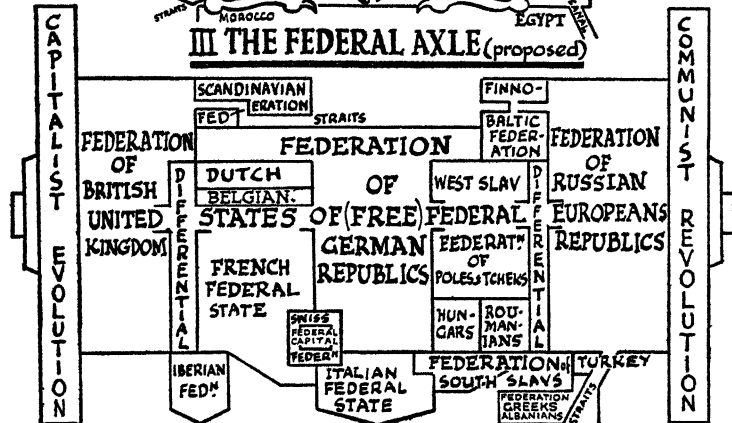 STRAITS
MOROCCO
EGYPT
III THE FEDERAL AXLE (proposed)
CAPITALIST EVOLUTION
COMMUNIST REVOLUTION
SCANDINAVIAN
FEDERATION
STRAITS
FINNO-
BALTIC
FEDER-
ATION
FEDERATION
OF
BRITISH
UNITED
KINGDOM
DIFFERENTIAL
FEDERATION
OF
STATES OF (FREE) FEDERAL
GERMAN
REPUBLICS
DUTCH
BELGIAN.
FRENCH
FEDERAL
STATE
WEST SLAV
FEDERATN.
OF
POLES & TCHEKS
HUN-
GARS
ROU-
MAN-
IANS
DIFFERENTIAL
FEDERATION
OF
RUSSIAN
EUROPEANS
REPUBLICS
SWISS
FEDERAL
CAPITAL
FEDERN
IBERIAN
FEDN.
ITALIAN
FEDERAL
STATE
FEDERATION of
SOUTH SLAVS
TURKEY
STRAITS
FEDERATION
GREEKS
ALBANIANS